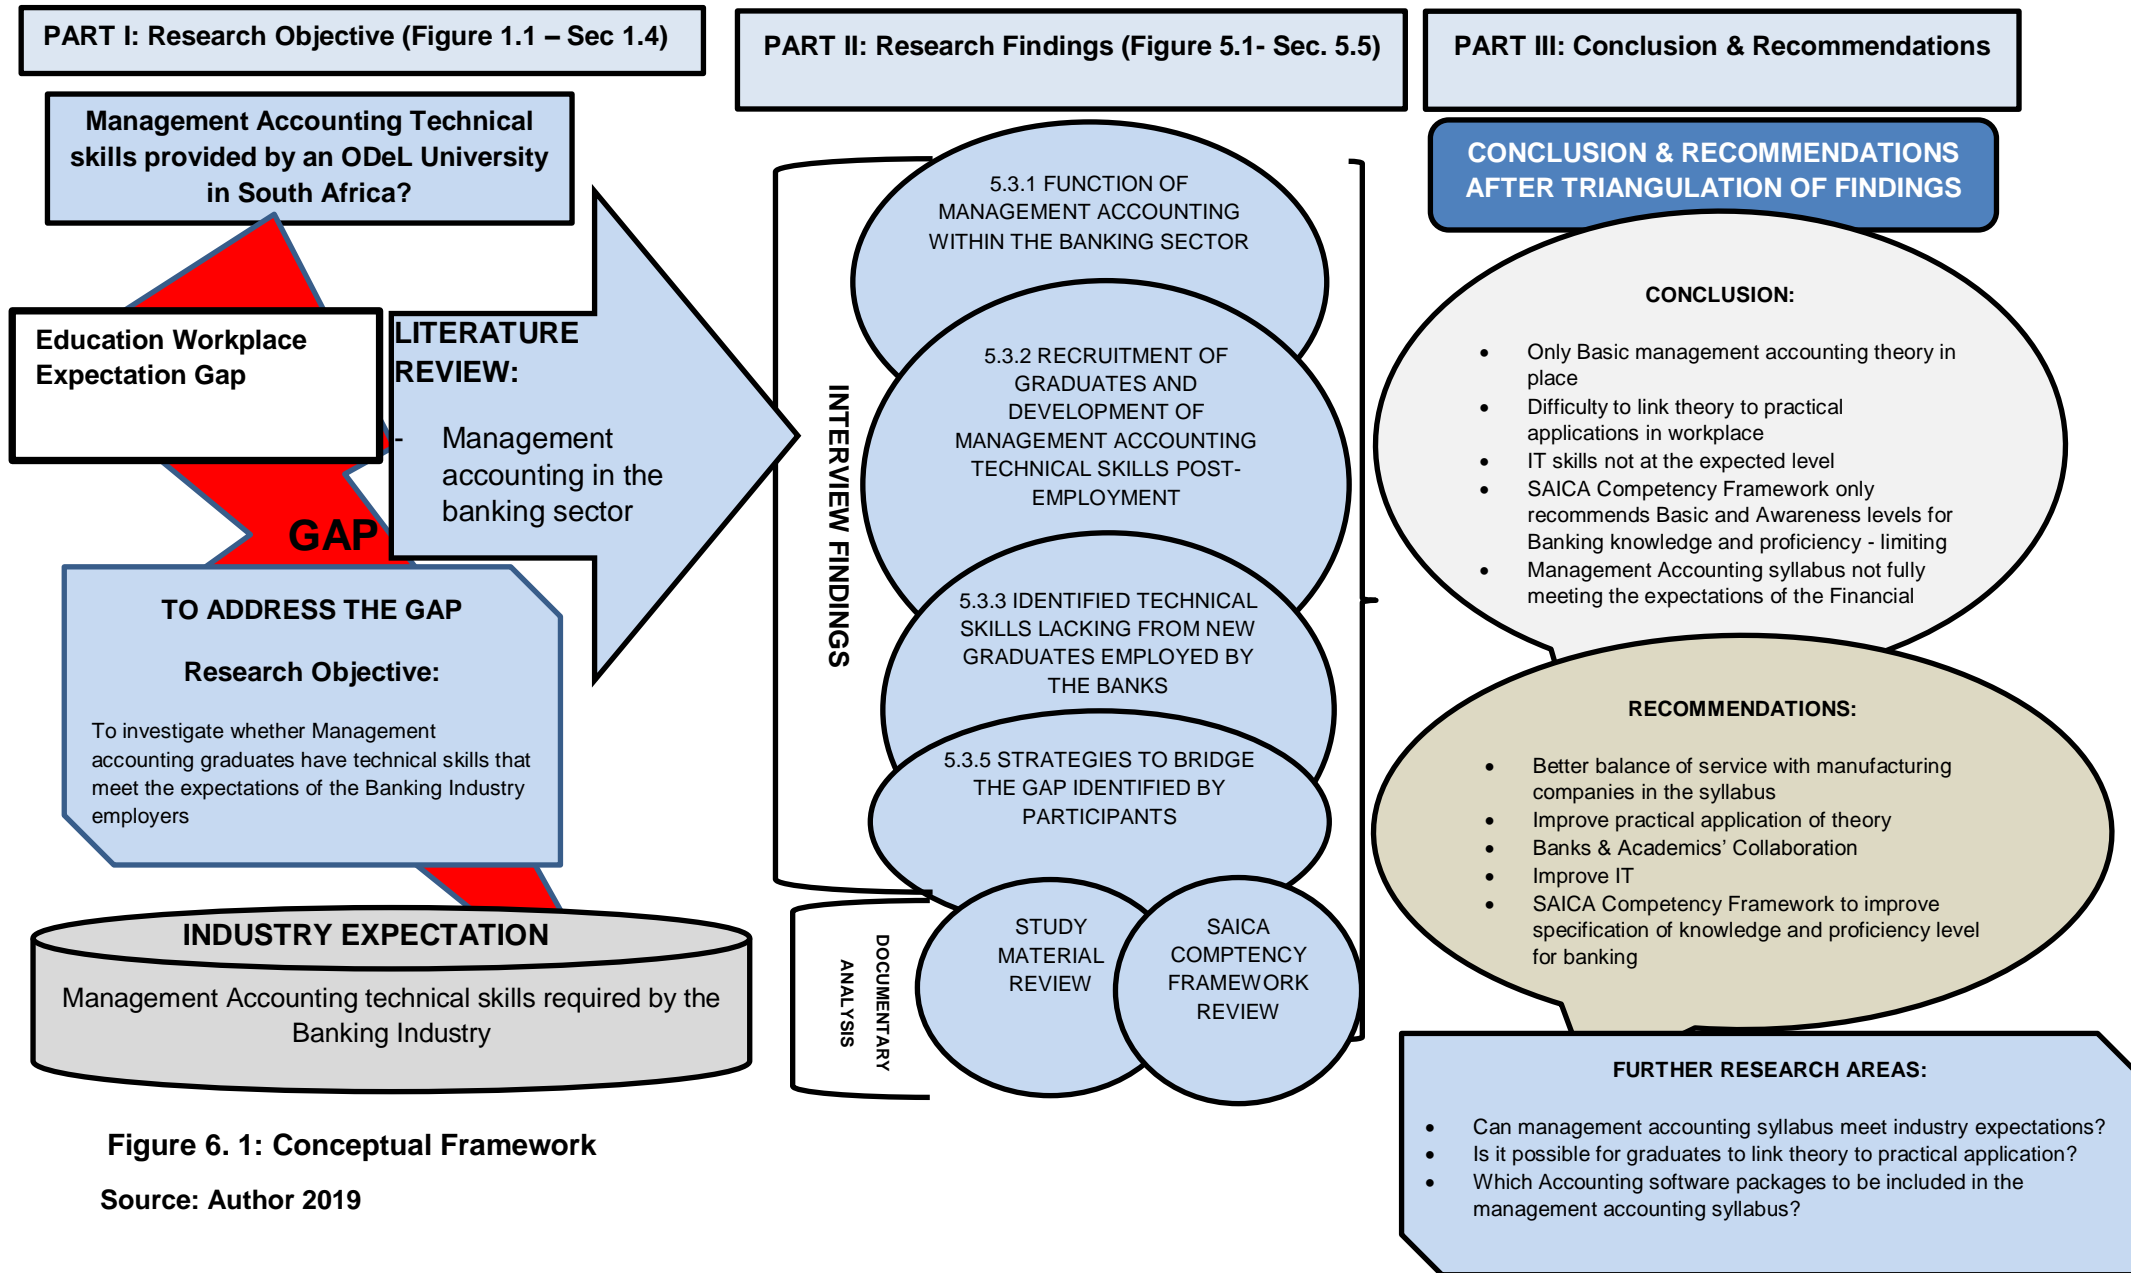 PART I: Research Objective (Figure 1.1 – Sec 1.4)
Management Accounting Technical
skills provided by an ODeL University
in South Africa?
Education Workplace
Expectation Gap
GAP
LITERATURE
REVIEW:
- Management
accounting in the
banking sector
TO ADDRESS THE GAP
Research Objective:
To investigate whether Management
accounting graduates have technical skills that
meet the expectations of the Banking Industry
employers
INDUSTRY EXPECTATION
Management Accounting technical skills required by the
Banking Industry
Figure 6. 1: Conceptual Framework
Source: Author 2019
PART II: Research Findings (Figure 5.1- Sec. 5.5)
INTERVIEW FINDINGS
5.3.1 FUNCTION OF
MANAGEMENT ACCOUNTING
WITHIN THE BANKING SECTOR
5.3.2 RECRUITMENT OF
GRADUATES AND
DEVELOPMENT OF
MANAGEMENT ACCOUNTING
TECHNICAL SKILLS POST-
EMPLOYMENT
5.3.3 IDENTIFIED TECHNICAL
SKILLS LACKING FROM NEW
GRADUATES EMPLOYED BY
THE BANKS
5.3.5 STRATEGIES TO BRIDGE
THE GAP IDENTIFIED BY
PARTICIPANTS
DOCUMENTARY
ANALYSIS
STUDY
MATERIAL
REVIEW
SAICA
COMPTENCY
FRAMEWORK
REVIEW
PART III: Conclusion & Recommendations
CONCLUSION & RECOMMENDATIONS
AFTER TRIANGULATION OF FINDINGS
CONCLUSION:
• Only Basic management accounting theory in
place
• Difficulty to link theory to practical
applications in workplace
• IT skills not at the expected level
• SAICA Competency Framework only
recommends Basic and Awareness levels for
Banking knowledge and proficiency - limiting
• Management Accounting syllabus not fully
meeting the expectations of the Financial
RECOMMENDATIONS:
• Better balance of service with manufacturing
companies in the syllabus
• Improve practical application of theory
• Banks & Academics’ Collaboration
• Improve IT
• SAICA Competency Framework to improve
specification of knowledge and proficiency level
for banking
FURTHER RESEARCH AREAS:
• Can management accounting syllabus meet industry expectations?
• Is it possible for graduates to link theory to practical application?
• Which Accounting software packages to be included in the
management accounting syllabus?